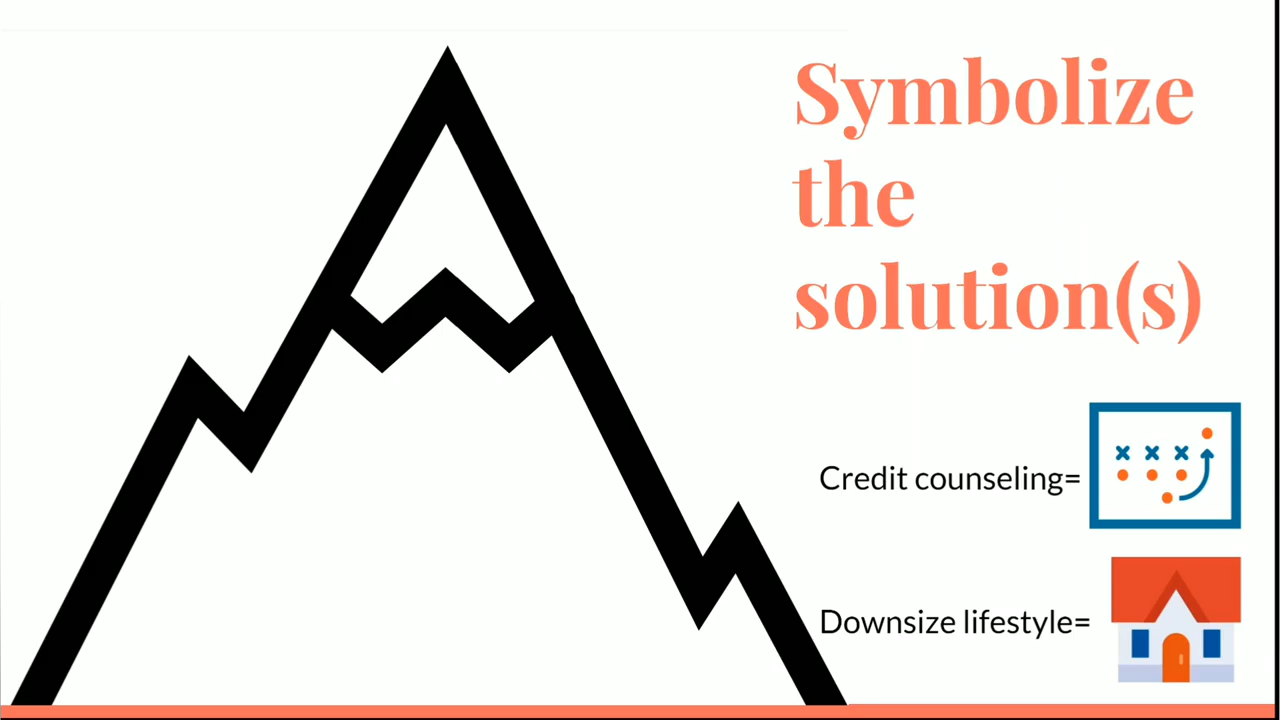 Symbolize
the
solution(s)
Credit counseling=
Downsize lifestyle=